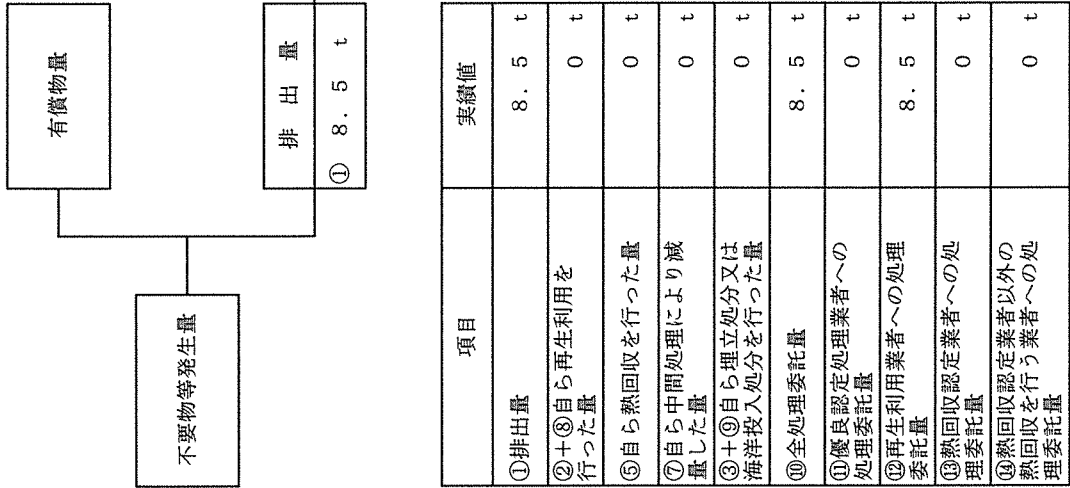 有償物量
不要物等発生量
排 出 量
① 8.5 t
項目 実績値
①排出量 8.5 t
②+⑧自ら再生利用を
行った量 0 t
⑤自ら熱回収を行った量 0 t
⑦自ら中間処理により減
量した量 0 t
③+⑨自ら埋立処分又は
海洋投入処分を行った量 0 t
⑩全処理委託量 8.5 t
⑪優良認定処理業者への
処理委託量 0 t
⑫再生利用業者への処理
委託量 8.5 t
⑬熱回収認定業者への処
理委託量 0 t
⑭熱回収認定業者以外の
熱回収を行う業者への処
理委託量 0 t